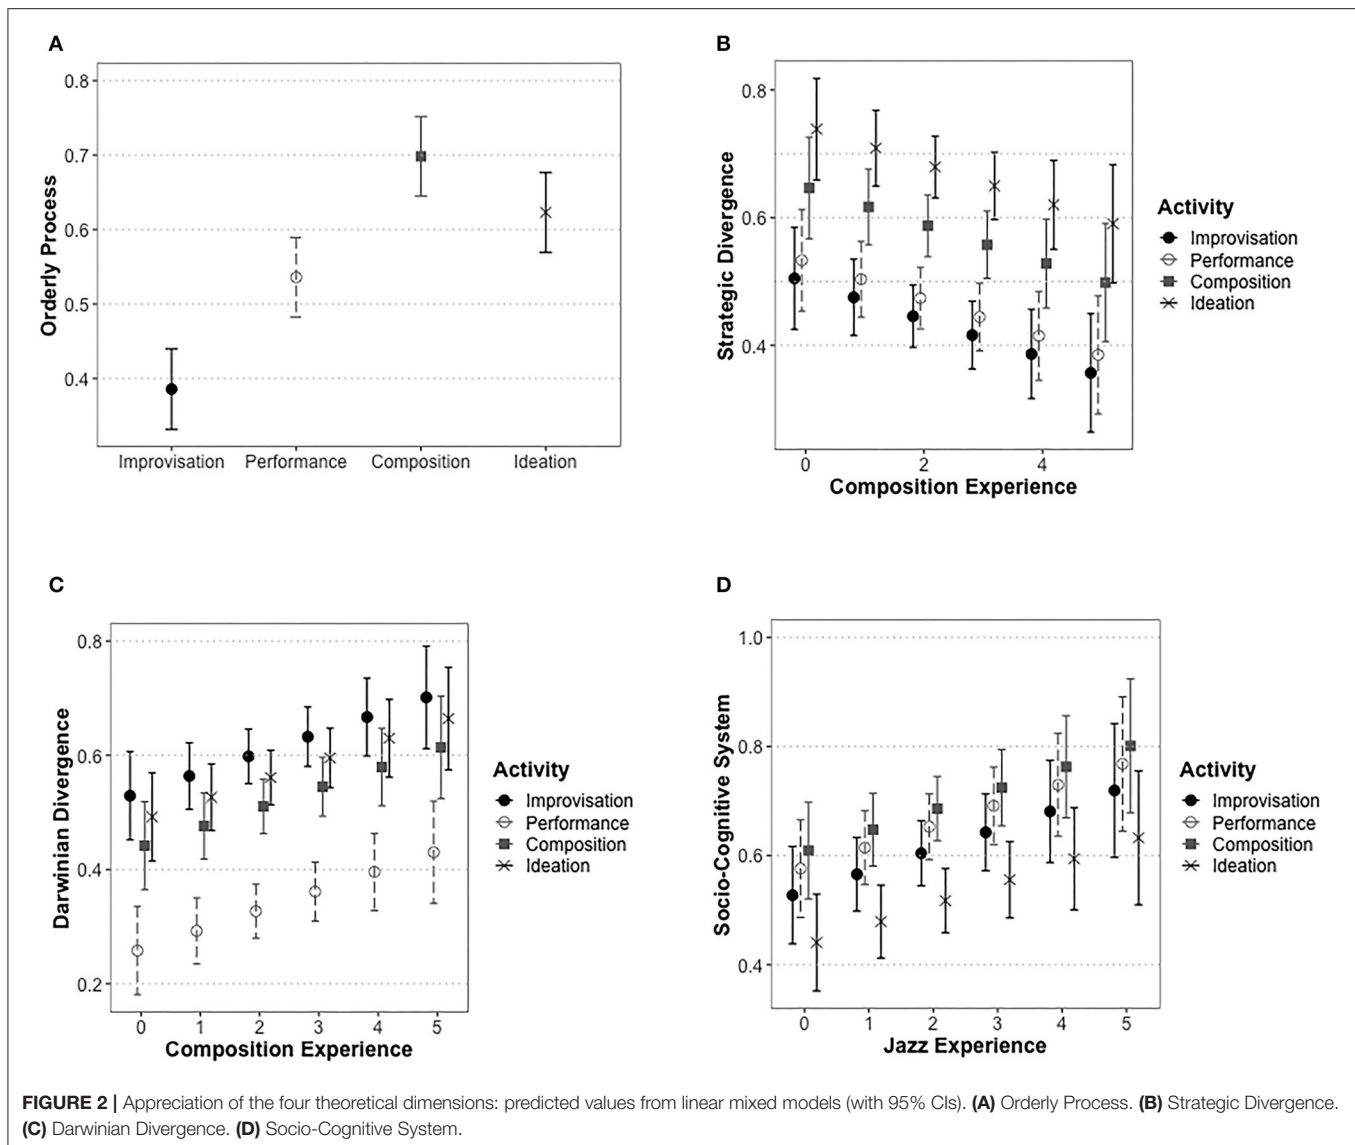 A
Orderly Process
0.8
0.7
0.6
0.5
0.4
Improvisation
Performance
Composition
Ideation
B
Strategic Divergence
0.8
0.6
0.4
0
2
4
Composition Experience
Activity
Improvisation
Performance
Composition
Ideation
C
Darwinian Divergence
0.8
0.6
0.4
0.2
0
1
2
3
4
5
Composition Experience
Activity
Improvisation
Performance
Composition
Ideation
D
Socio-Cognitive System
1.0
0.8
0.6
0.4
0
1
2
3
4
5
Jazz Experience
Activity
Improvisation
Performance
Composition
Ideation
FIGURE 2 | Appreciation of the four theoretical dimensions: predicted values from linear mixed models (with 95% CIs). (A) Orderly Process. (B) Strategic Divergence.
(C) Darwinian Divergence. (D) Socio-Cognitive System.